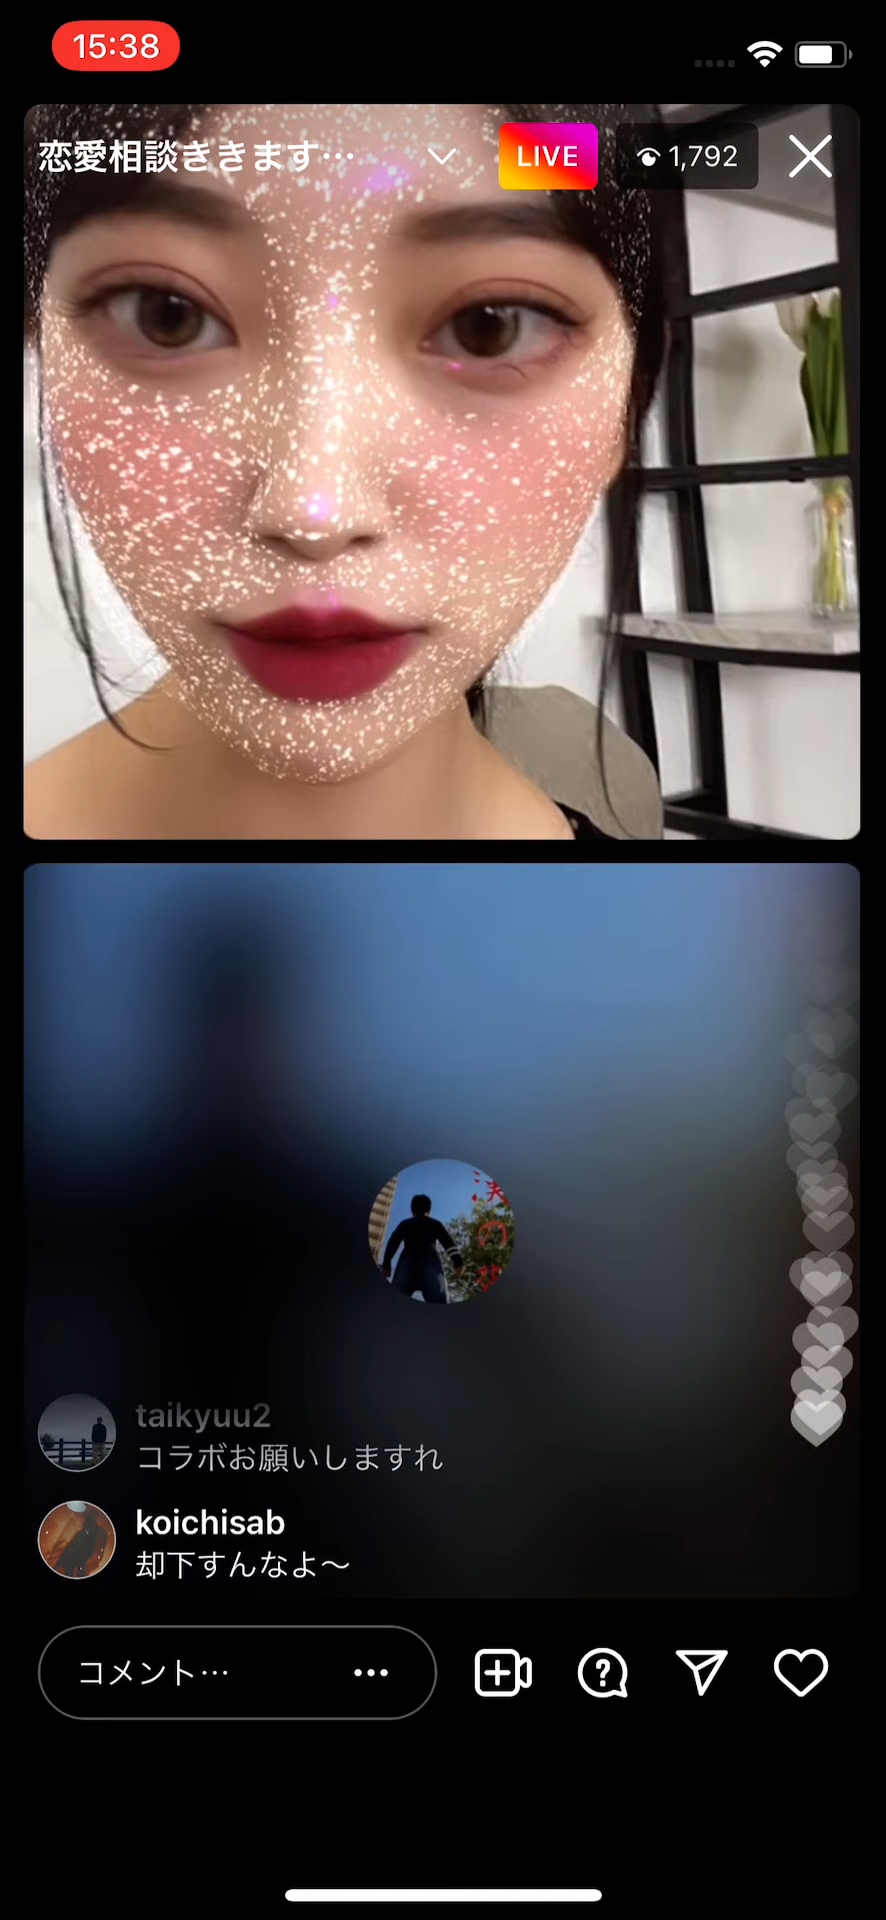 15:38
恋愛相談ききます…
LIVE
1,792
taikyuu2
コラボお願いしますれ
koichisab
却下すんなよ〜
コメント…